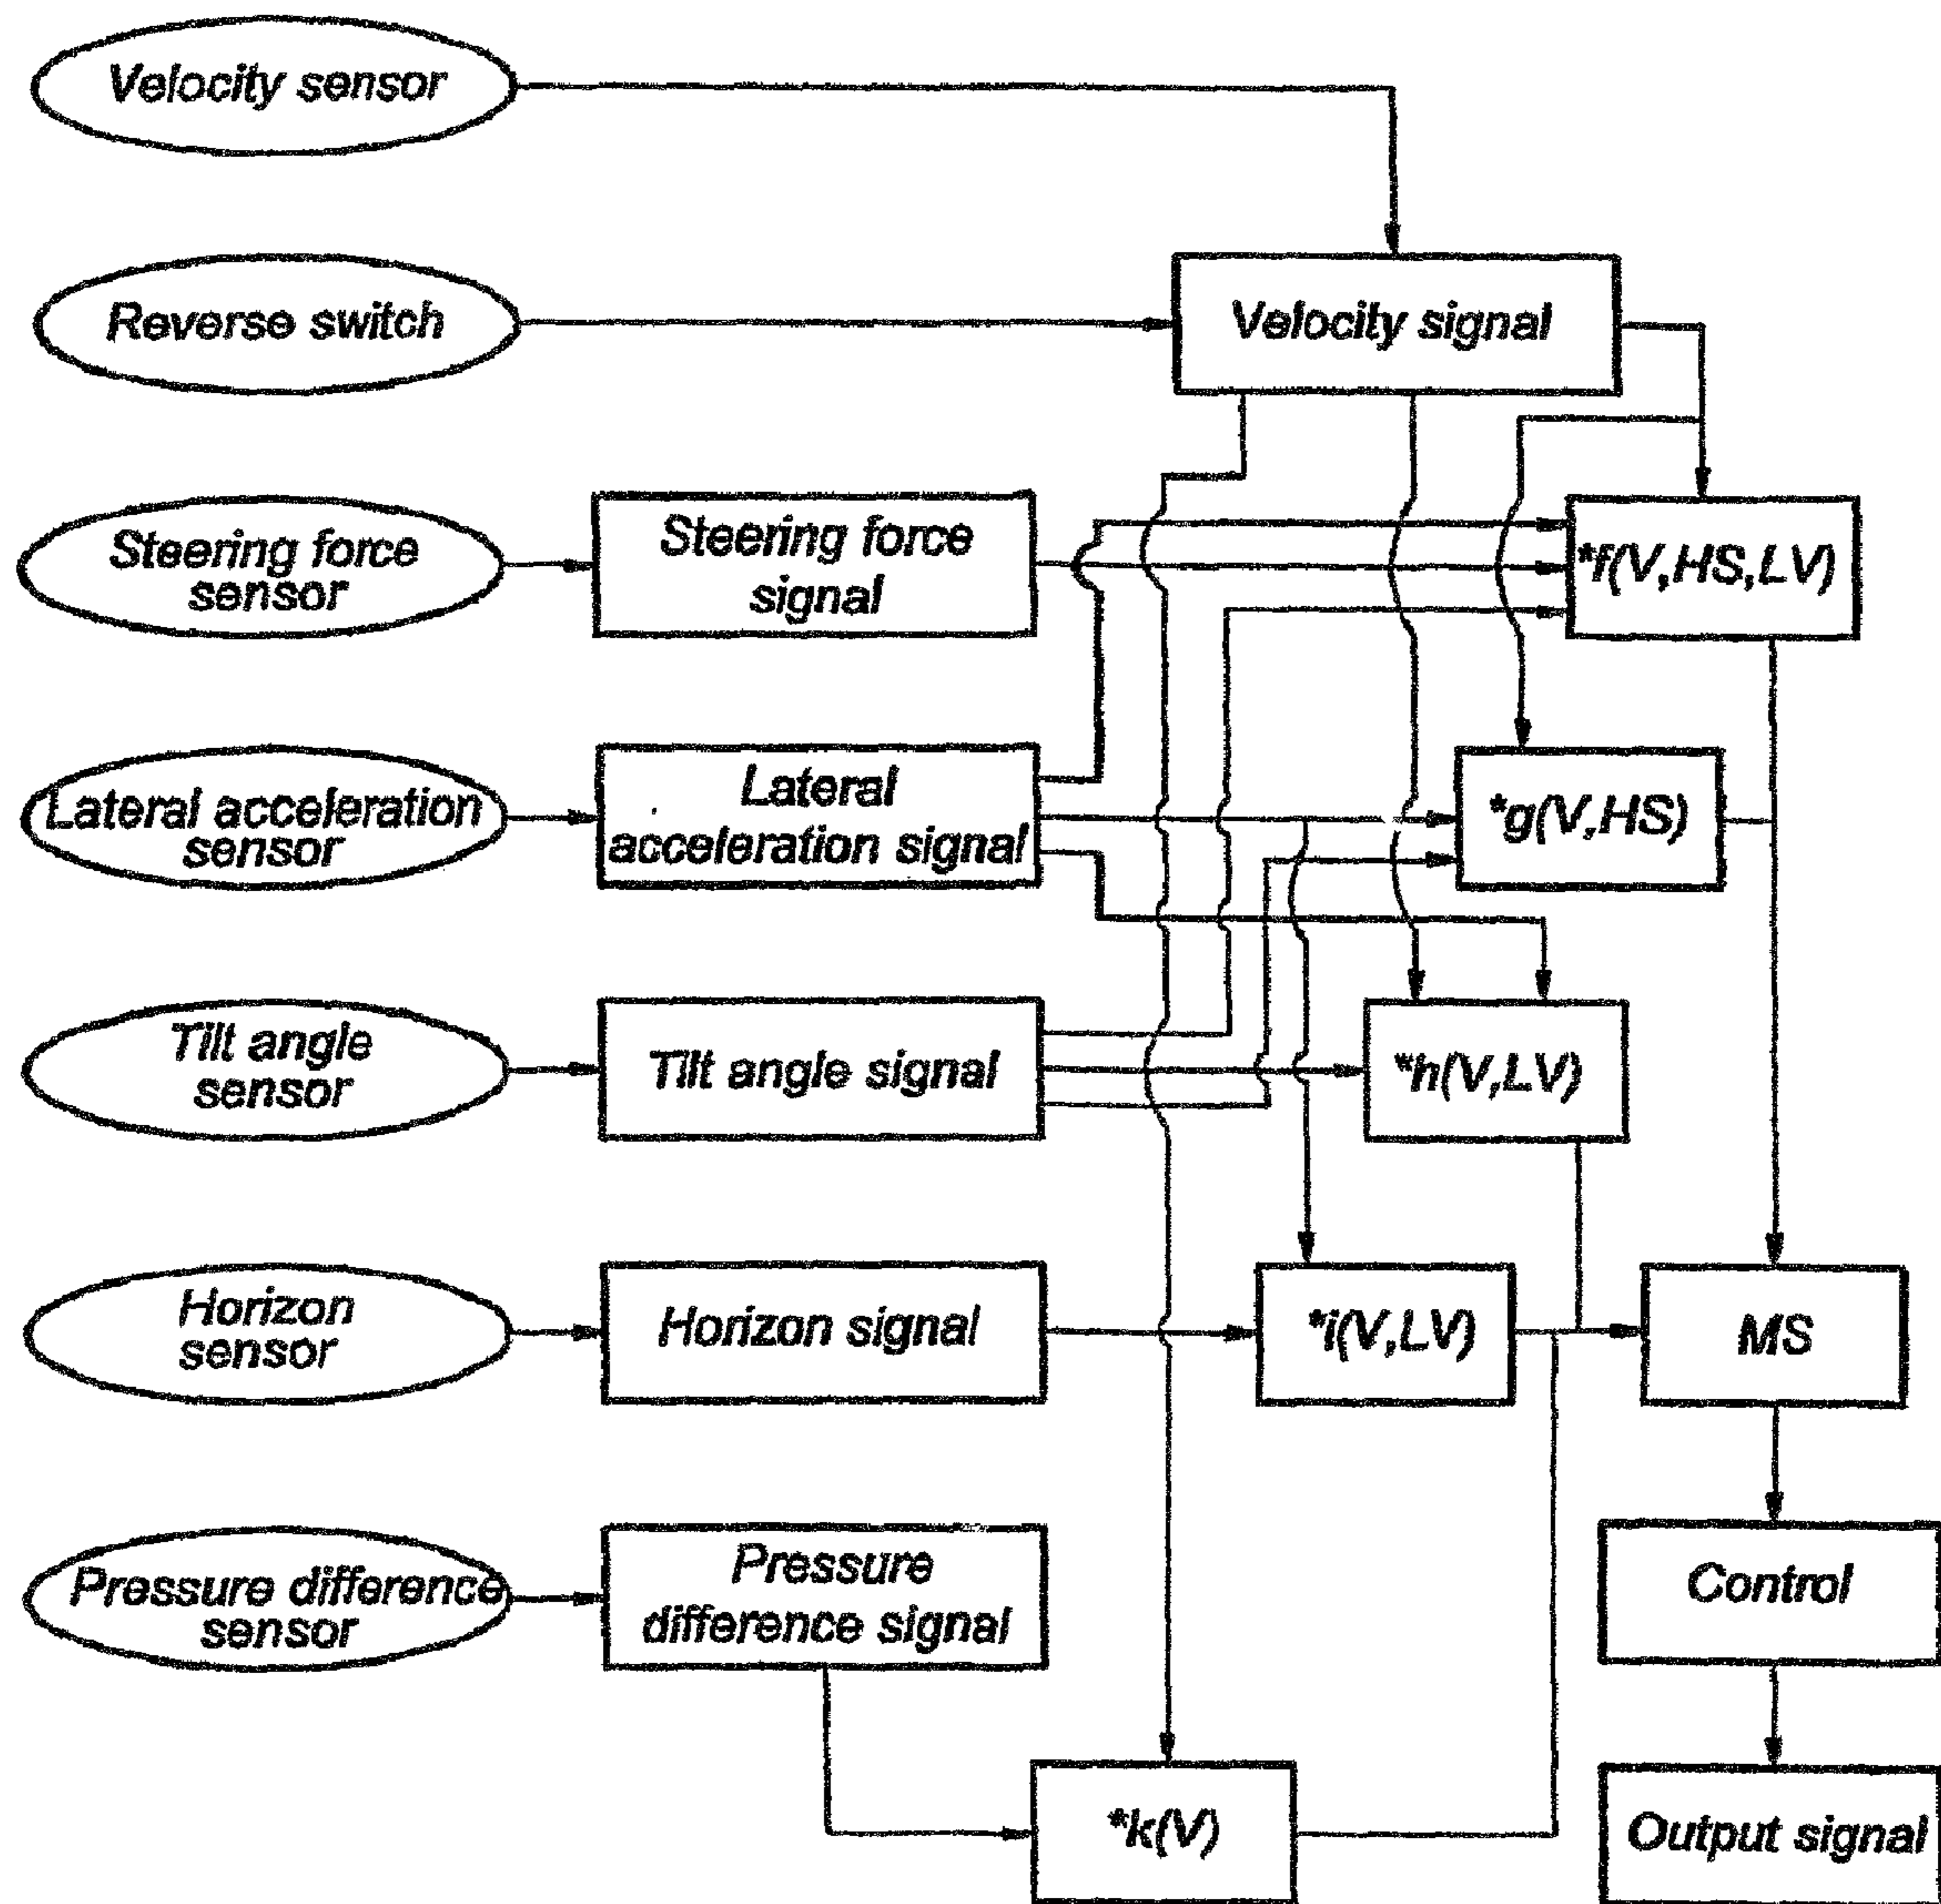 Velocity sensor
Reverse switch
Velocity signal
Steering force
sensor
Steering force
signal
*f(V,HS,LV)
Lateral acceleration
sensor
Lateral
acceleration signal
*g(V,HS)
Tilt angle
sensor
Tilt angle signal
*h(V,LV)
Horizon
sensor
Horizon signal
*i(V,LV)
MS
Pressure difference
sensor
Pressure
difference signal
Control
*k(V)
Output signal